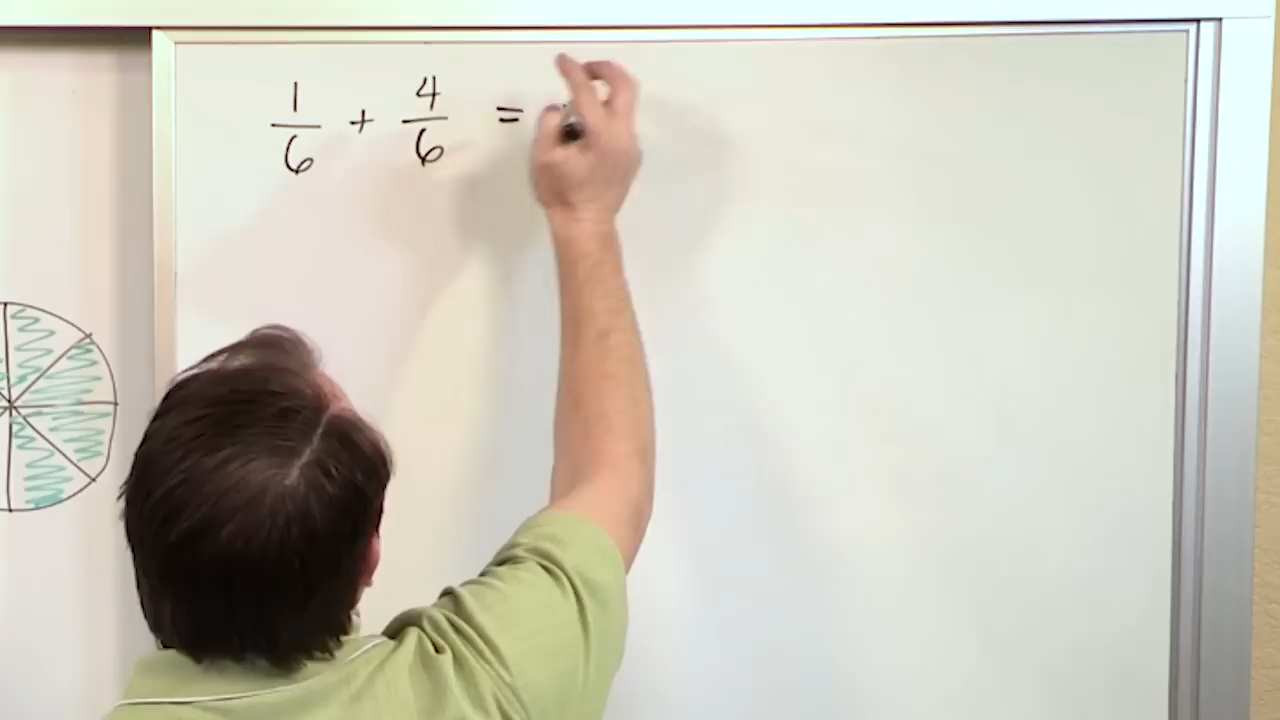 1/6 + 4/6 =